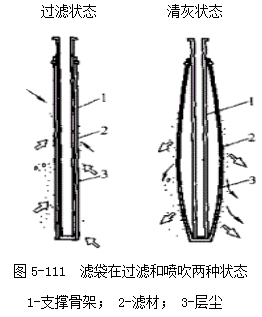 过滤状态 清灰状态
1 1
2 2
3 3
图 5-111 滤袋在过滤和喷吹两种状态
1-支撑骨架； 2-滤材； 3-层尘